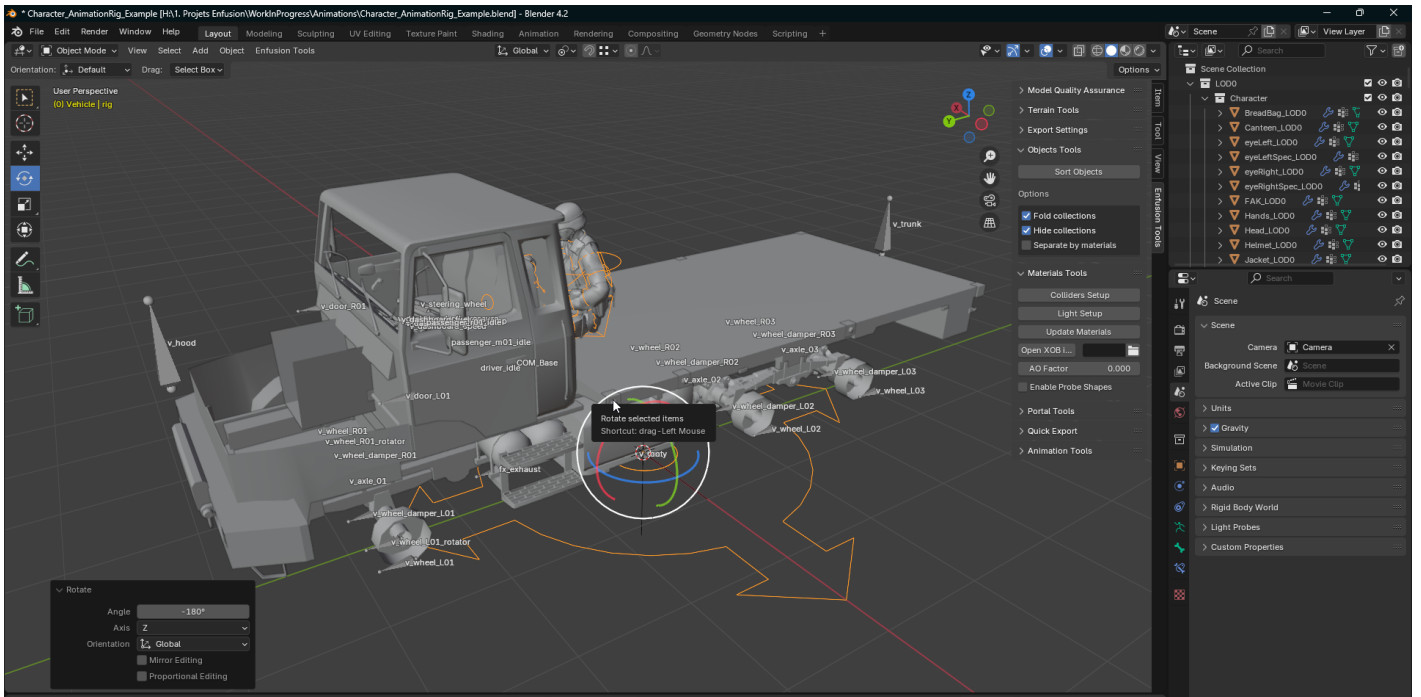 * Character_AnimationRig_Example [H:\1. Projets Enfusion\WorkInProgress\Animations\Character_AnimationRig_Example.blend] - Blender 4.2
File Edit Render Window Help Layout Modeling Sculpting UV Editing Texture Paint Shading Animation Rendering Compositing Geometry Nodes Scripting + Scene View Layer
Object Mode View Select Add Object Enfusion Tools Global Search
Orientation: Default Drag: Select Box Options
User Perspective
(0) Vehicle | rig
Z
X
Y
v_trunk
v_door_R01
v_steering_wheel
v_hood
passenger_m01_idle
COM_Base
driver_idle
v_door_L01
v_wheel_R03
v_wheel_damper_R03
v_wheel_R02
v_axle_03
v_wheel_damper_R02
v_wheel_damper_L03
v_axle_02
v_wheel_L03
v_wheel_damper_L02
v_wheel_L02
v_wheel_R01
v_wheel_R01_rotator
v_wheel_damper_R01
fx_exhaust
v_axle_01
v_wheel_damper_L01
v_wheel_L01_rotator
v_wheel_L01
Rotate selected items
Shortcut: drag-Left Mouse
Rotate
Angle -180°
Axis Z
Orientation Global
Mirror Editing
Proportional Editing
Model Quality Assurance
Terrain Tools
Export Settings
Objects Tools
Sort Objects
Options
Fold collections
Hide collections
Separate by materials
Materials Tools
Colliders Setup
Light Setup
Update Materials
Open XOB i...
AO Factor 0.000
Enable Probe Shapes
Portal Tools
Quick Export
Animation Tools
Item
Tool
View
Enfusion Tools
Scene Collection
LOD0
Character
BreadBag_LOD0
Canteen_LOD0
eyeLeft_LOD0
eyeLeftSpec_LOD0
eyeRight_LOD0
eyeRightSpec_LOD0
FAK_LOD0
Hands_LOD0
Head_LOD0
Helmet_LOD0
Jacket_LOD0
Search
Scene
Scene
Camera Camera
Background Scene Scene
Active Clip Movie Clip
Units
Gravity
Simulation
Keying Sets
Audio
Rigid Body World
Light Probes
Custom Properties